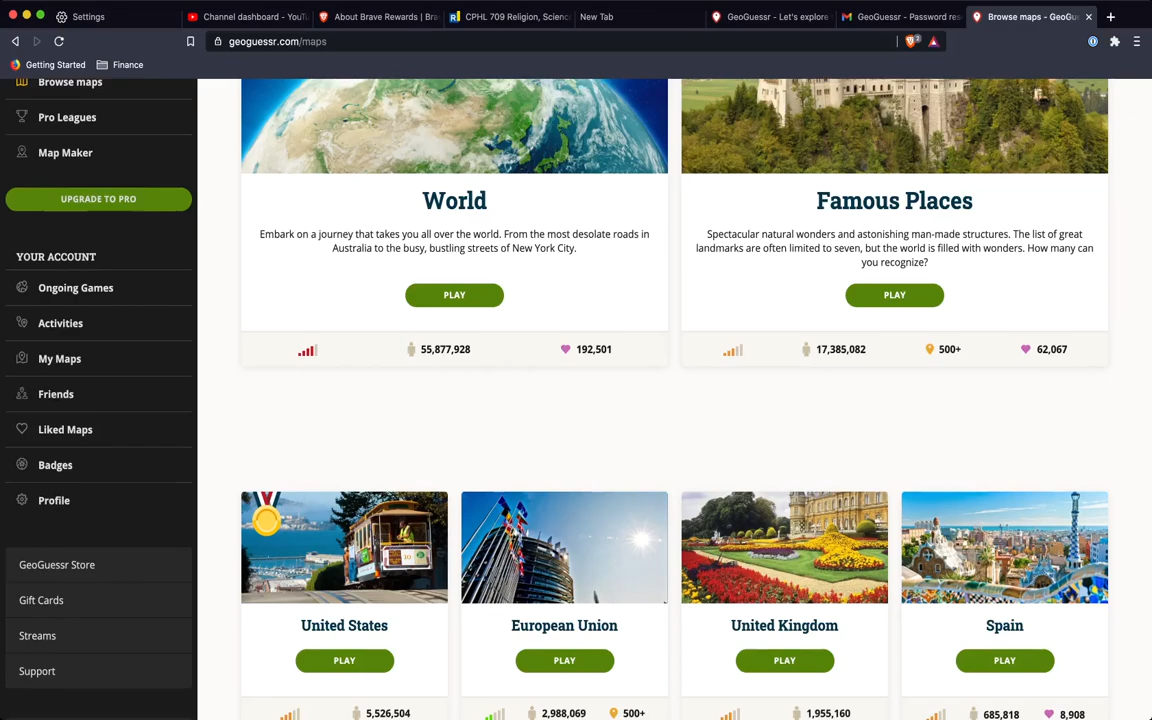 Settings
Channel dashboard - YouTu
About Brave Rewards | Bra
CPHL 709 Religion, Scienc
New Tab
GeoGuessr - Let's explore
GeoGuessr - Password res
Browse maps - GeoGue
geoguessr.com/maps
2
Getting Started
Finance
Browse maps
Pro Leagues
Map Maker
UPGRADE TO PRO
YOUR ACCOUNT
Ongoing Games
Activities
My Maps
Friends
Liked Maps
Badges
Profile
GeoGuessr Store
Gift Cards
Streams
Support
World
Embark on a journey that takes you all over the world. From the most desolate roads in
Australia to the busy, bustling streets of New York City.
PLAY
55,877,928
192,501
Famous Places
Spectacular natural wonders and astonishing man-made structures. The list of great
landmarks are often limited to seven, but the world is filled with wonders. How many can
you recognize?
PLAY
17,385,082
500+
62,067
United States
PLAY
5,526,504
European Union
PLAY
2,988,069
500+
United Kingdom
PLAY
1,955,160
Spain
PLAY
685,818
8,908